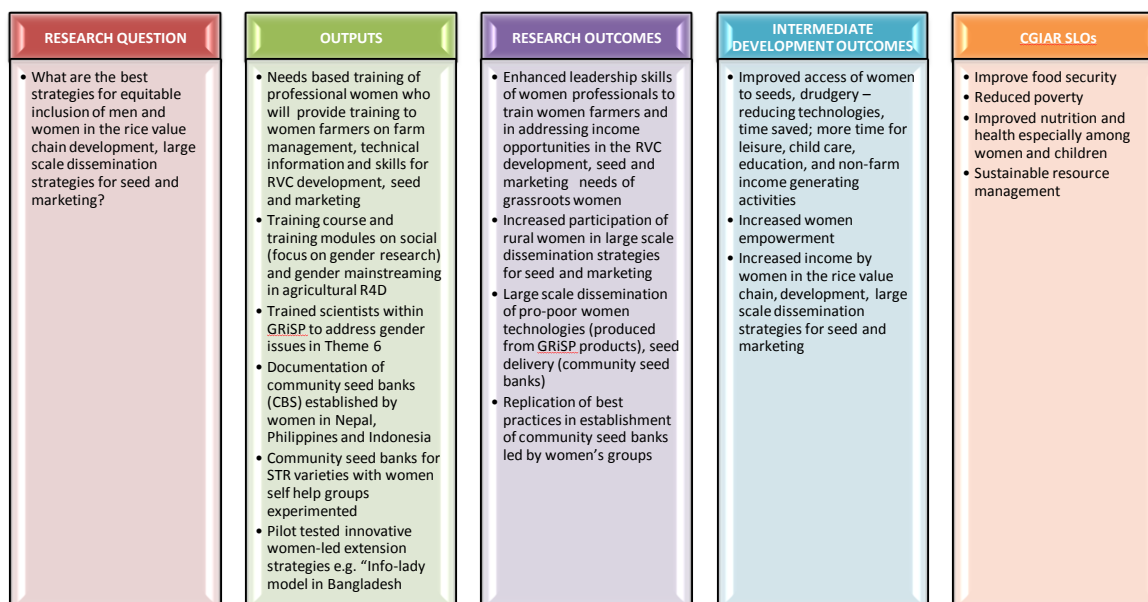 RESEARCH QUESTION
• What are the best
strategies for equitable
inclusion of men and
women in the rice value
chain development, large
scale dissemination
strategies for seed and
marketing?
OUTPUTS
• Needs based training of
professional women who
will provide training to
women farmers on farm
management, technical
information and skills for
RVC development, seed
and marketing
• Training course and
training modules on social
(focus on gender research)
and gender mainstreaming
in agricultural R4D
• Trained scientists within
GRiSP to address gender
issues in Theme 6
• Documentation of
community seed banks
(CBS) established by
women in Nepal,
Philippines and Indonesia
• Community seed banks for
STR varieties with women
self help groups
experimented
• Pilot tested innovative
women-led extension
strategies e.g. “Info-lady
model in Bangladesh
RESEARCH OUTCOMES
• Enhanced leadership skills
of women professionals to
train women farmers and
in addressing income
opportunities in the RVC
development, seed and
marketing needs of
grassroots women
• Increased participation of
rural women in large scale
dissemination strategies
for seed and marketing
• Large scale dissemination
of pro-poor women
technologies (produced
from GRiSP products), seed
delivery (community seed
banks)
• Replication of best
practices in establishment
of community seed banks
led by women’s groups
INTERMEDIATE
DEVELOPMENT OUTCOMES
• Improved access of women
to seeds, drudgery –
reducing technologies,
time saved; more time for
leisure, child care,
education, and non-farm
income generating
activities
• Increased women
empowerment
• Increased income by
women in the rice value
chain, development, large
scale dissemination
strategies for seed and
marketing
CGIAR SLOs
• Improve food security
• Reduced poverty
• Improved nutrition and
health especially among
women and children
• Sustainable resource
management